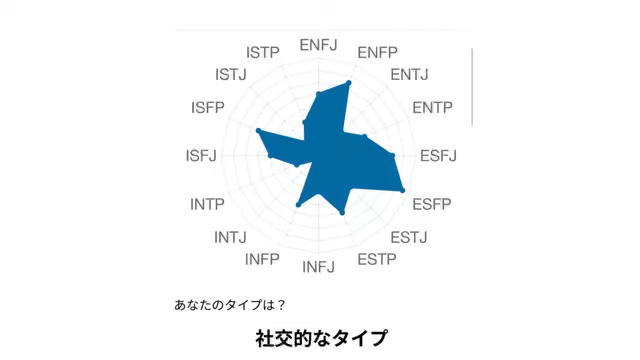 ENFJ
ENFP
ENTJ
ENTP
ESFJ
ESFP
ESTJ
ESTP
INFJ
INFP
INTJ
INTP
ISFJ
ISFP
ISTJ
ISTP
あなたのタイプは？
社交的なタイプ